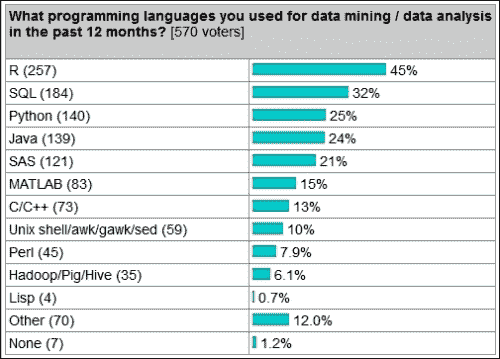 What programming languages you used for data mining / data analysis
in the past 12 months? [570 voters]
R (257) 45%
SQL (184) 32%
Python (140) 25%
Java (139) 24%
SAS (121) 21%
MATLAB (83) 15%
C/C++ (73) 13%
Unix shell/awk/gawk/sed (59) 10%
Perl (45) 7.9%
Hadoop/Pig/Hive (35) 6.1%
Lisp (4) 0.7%
Other (70) 12.0%
None (7) 1.2%